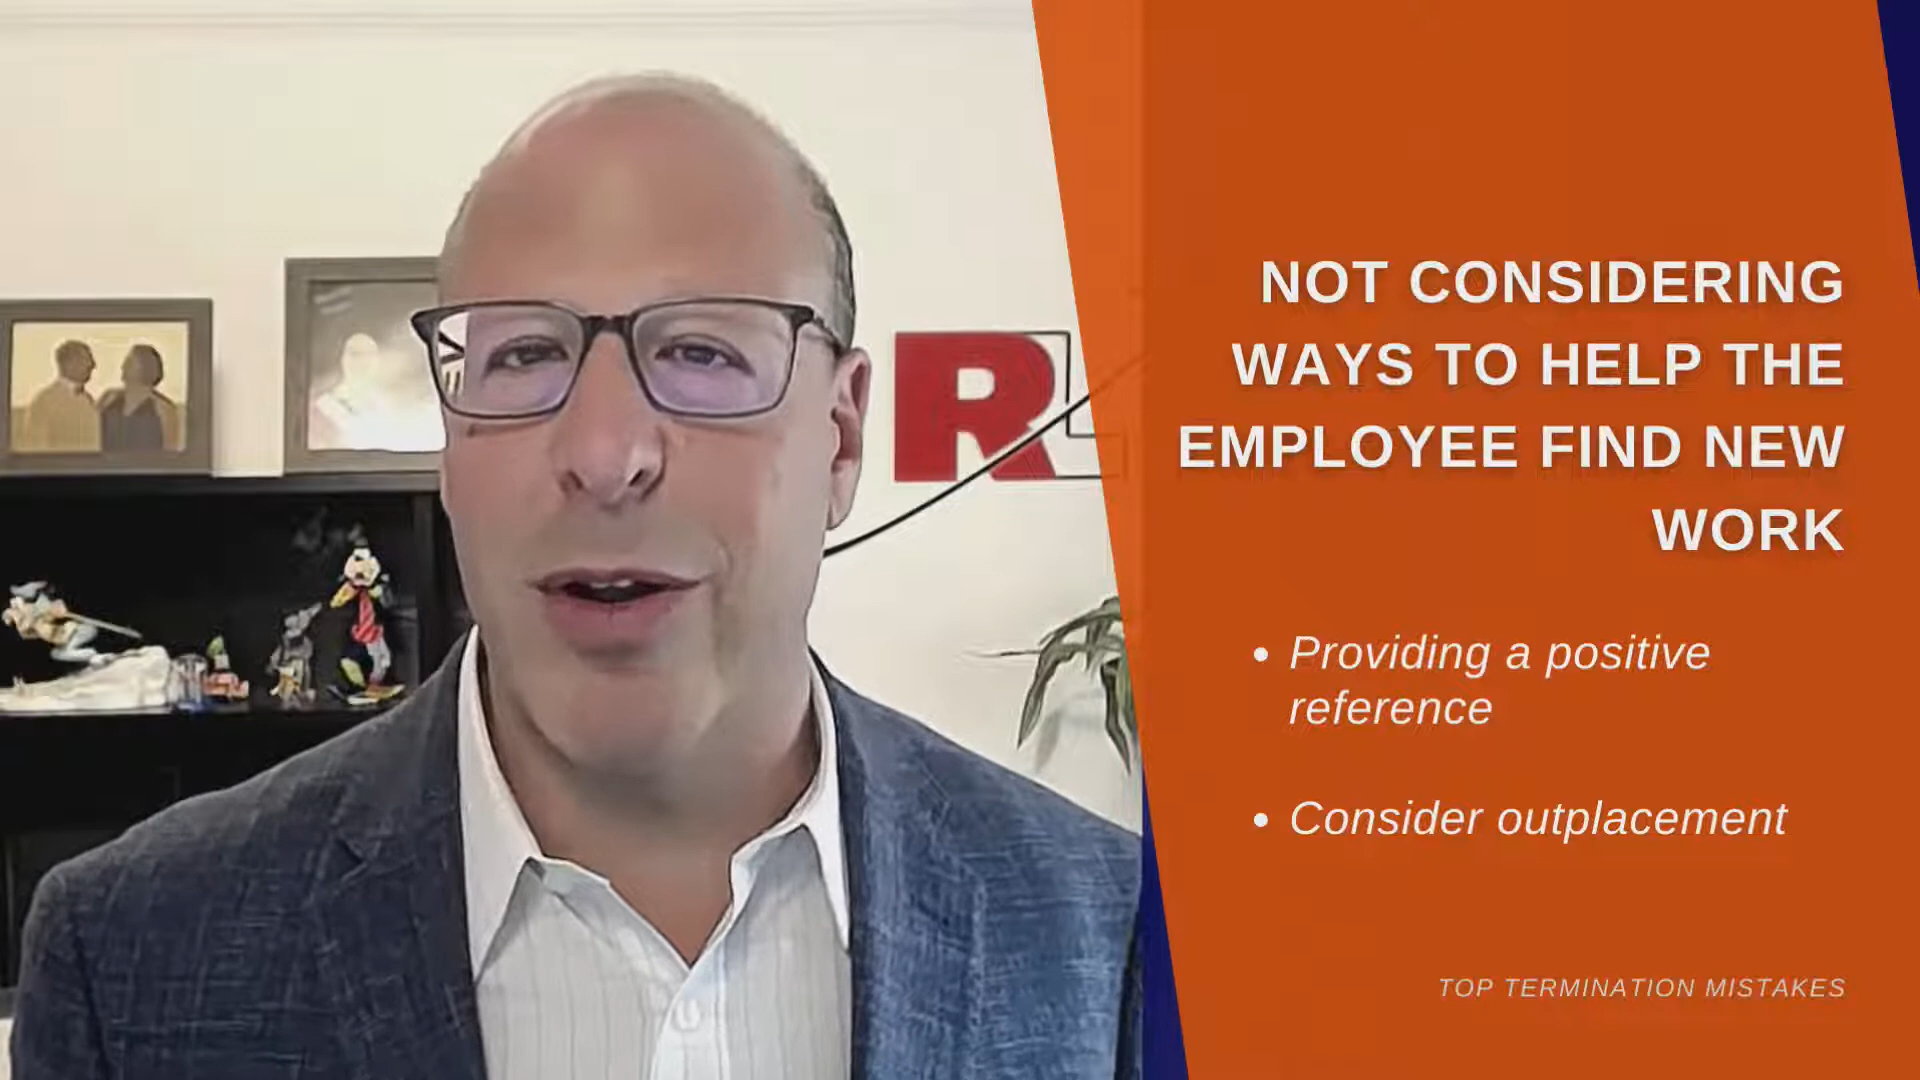 R
NOT CONSIDERING
WAYS TO HELP THE
EMPLOYEE FIND NEW
WORK
• Providing a positive
reference
• Consider outplacement
TOP TERMINATION MISTAKES